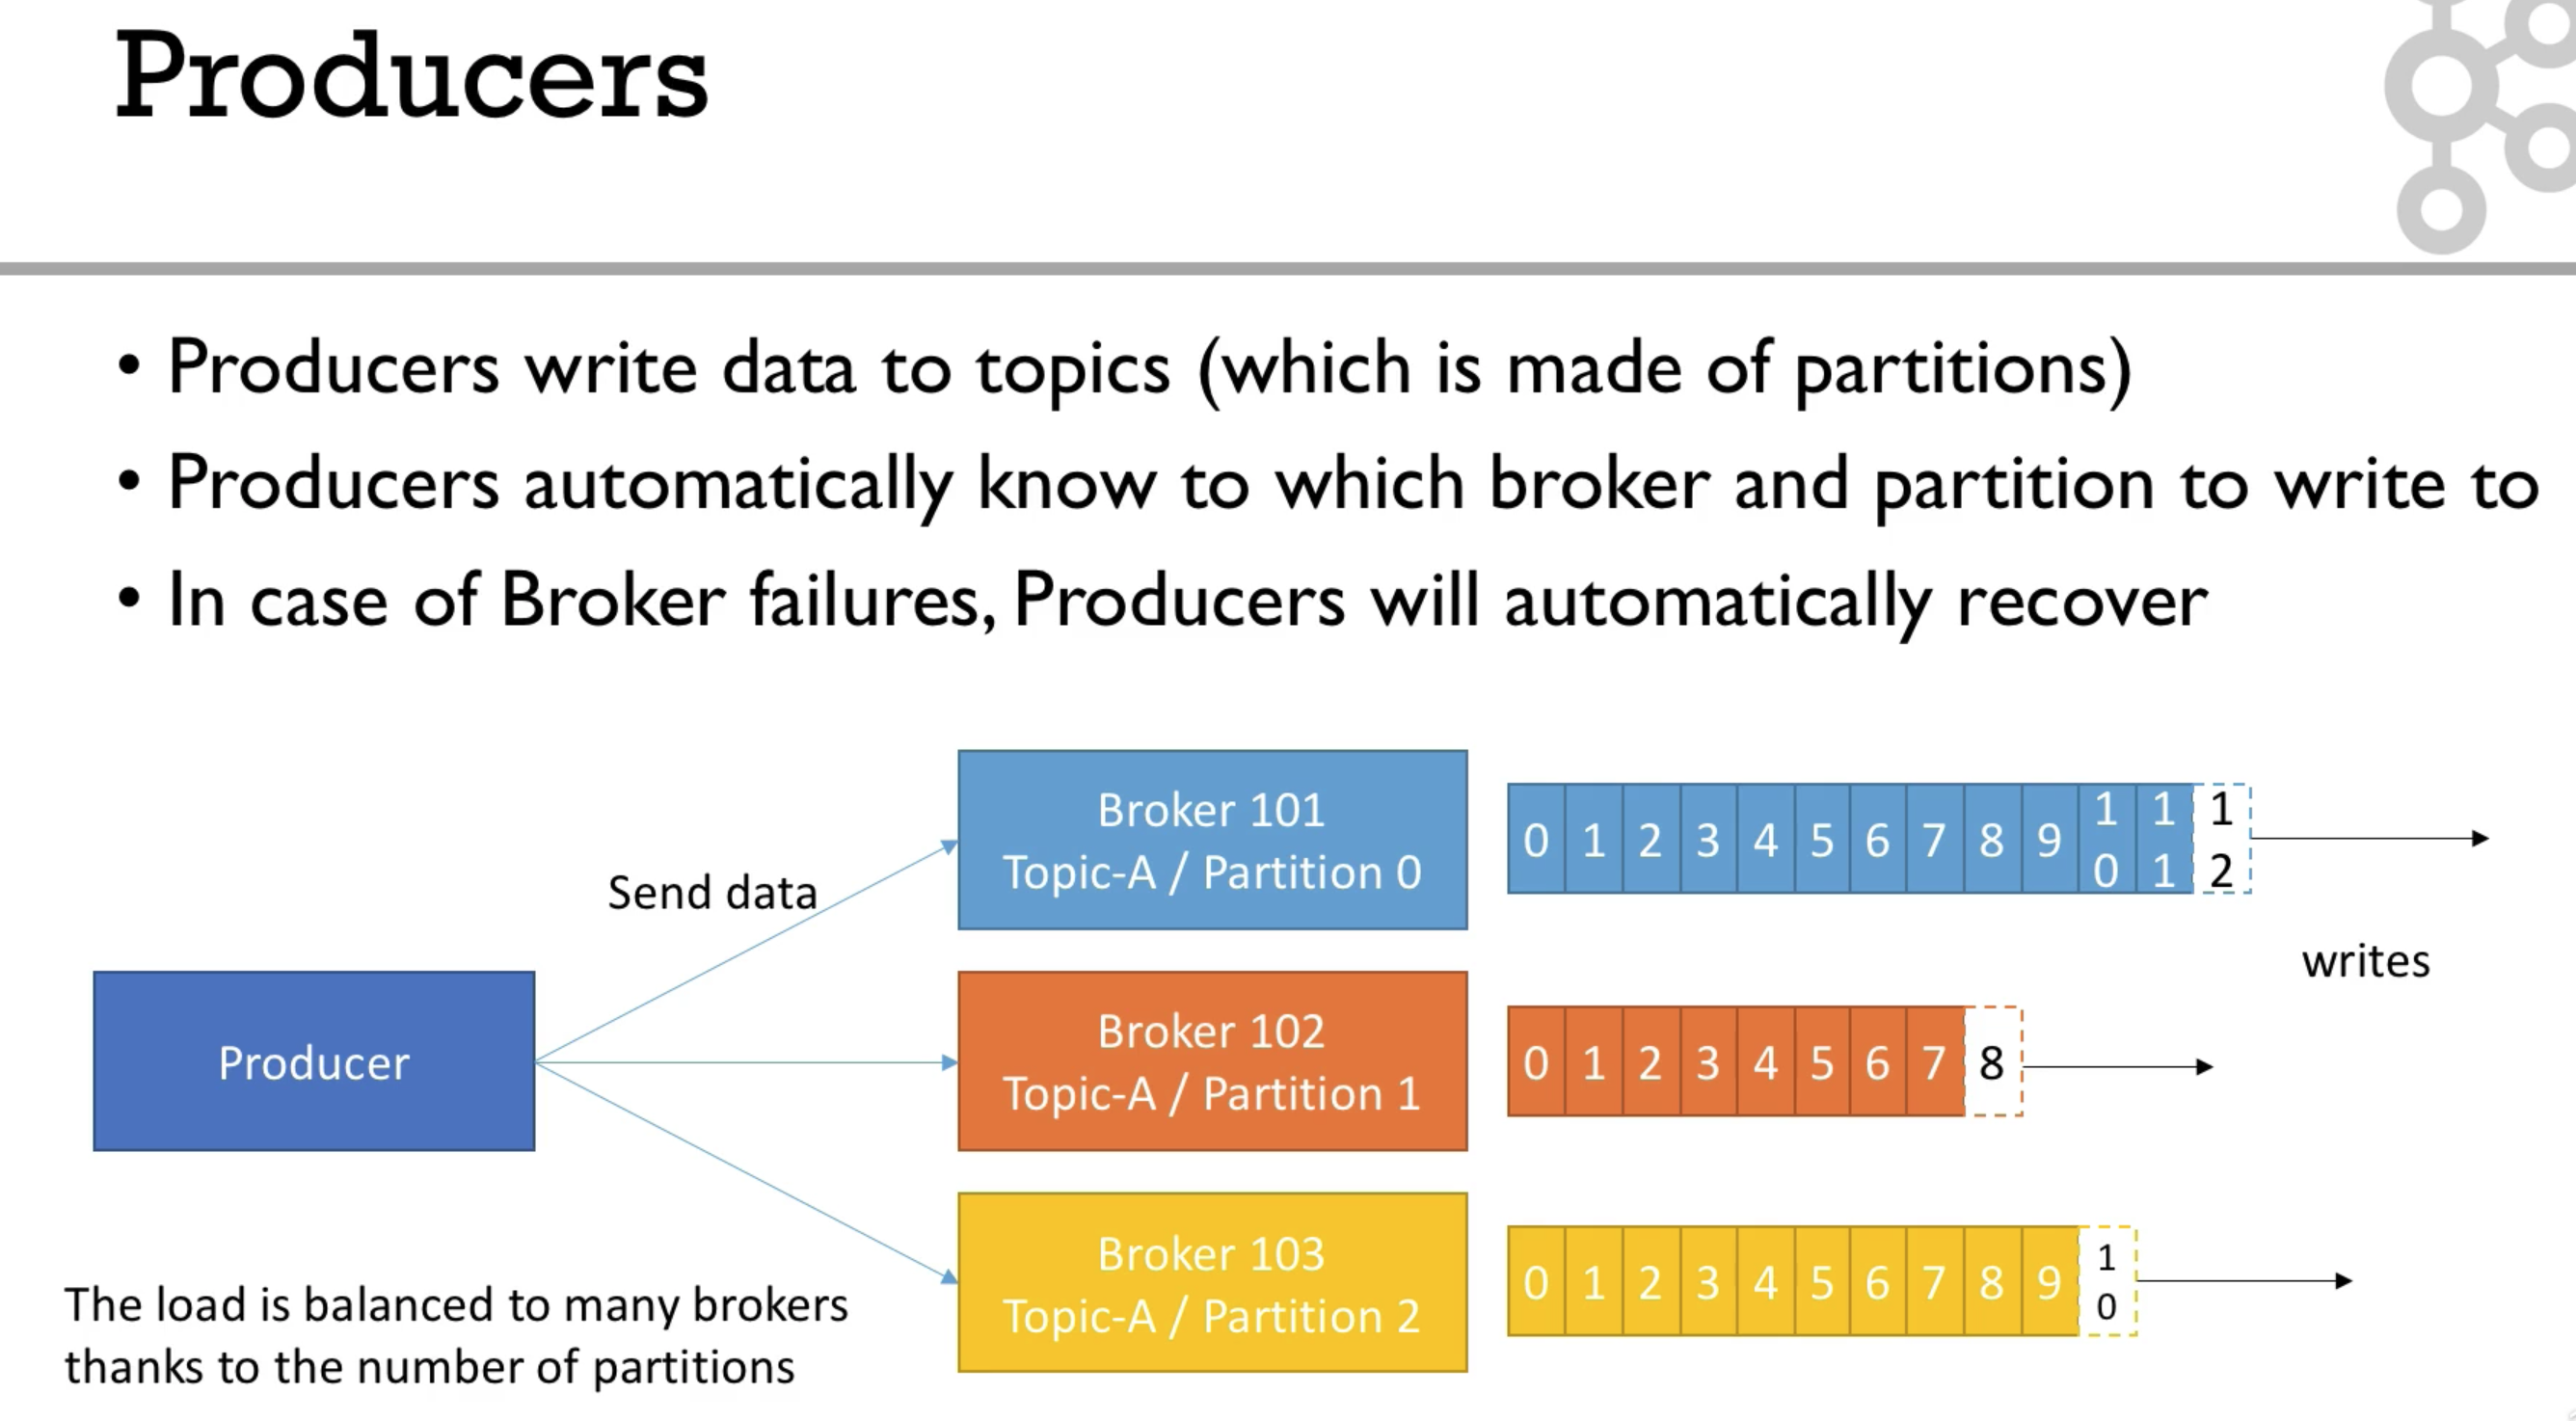 Producers
• Producers write data to topics (which is made of partitions)
• Producers automatically know to which broker and partition to write to
• In case of Broker failures, Producers will automatically recover
Send data
Producer
The load is balanced to many brokers
thanks to the number of partitions
Broker 101
Topic-A / Partition 0
0 1 2 3 4 5 6 7 8 9 10 11 12
writes
Broker 102
Topic-A / Partition 1
0 1 2 3 4 5 6 7 8
Broker 103
Topic-A / Partition 2
0 1 2 3 4 5 6 7 8 9 10